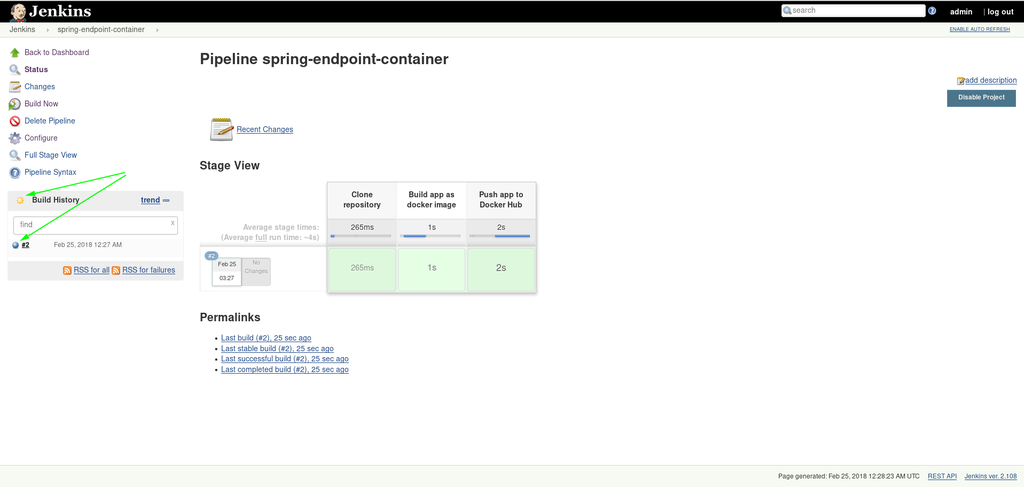 Jenkins
search
admin | log out
Jenkins › spring-endpoint-container ›
ENABLE AUTO REFRESH
Back to Dashboard
Status
Changes
Build Now
Delete Pipeline
Configure
Full Stage View
Pipeline Syntax
Build History trend
find x
#2 Feb 25, 2018 12:27 AM
RSS for all RSS for failures
Pipeline spring-endpoint-container
add description
Disable Project
Recent Changes
Stage View
Clone repository
Build app as docker image
Push app to Docker Hub
Average stage times: 265ms 1s 2s
(Average full run time: ~4s)
#2
Feb 25
03:27
No Changes
265ms 1s 2s
Permalinks
Last build (#2), 25 sec ago
Last stable build (#2), 25 sec ago
Last successful build (#2), 25 sec ago
Last completed build (#2), 25 sec ago
Page generated: Feb 25, 2018 12:28:23 AM UTC REST API Jenkins ver. 2.108